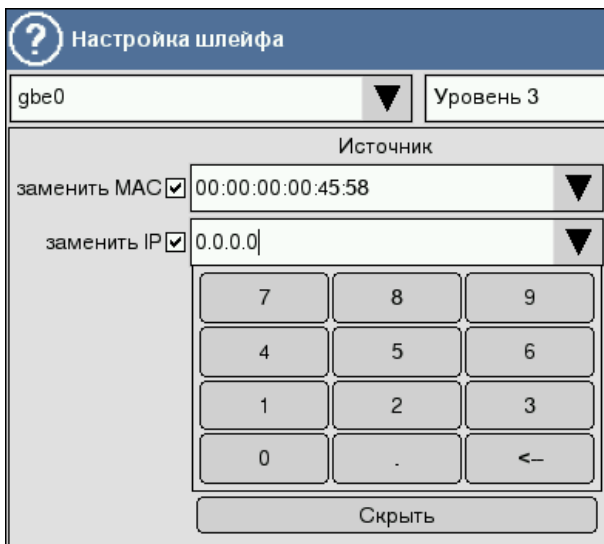 ? Настройка шлейфа
gbe0 Уровень 3
Источник
заменить MAC 00:00:00:00:45:58
заменить IP 0.0.0.0
7 8 9
4 5 6
1 2 3
0 . <–
Скрыть